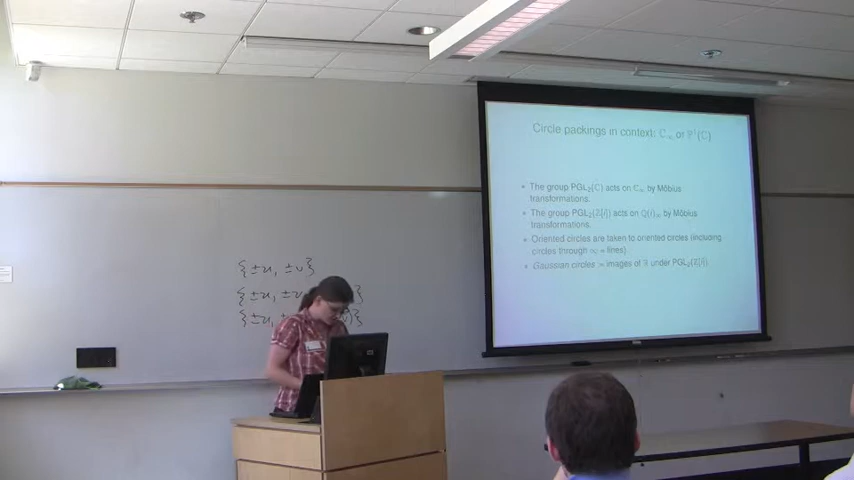 {±u, ±v}
{±u, ±v
{±u, ±
Circle packings in context: ℂ∞ or ℙ¹(ℂ)
• The group PGL₂(ℂ) acts on ℂ∞ by Möbius
transformations.
• The group PGL₂(ℤ[i]) acts on ℚ(i)∞ by Möbius
transformations.
• Oriented circles are taken to oriented circles (including
circles through ∞ = lines)
• Gaussian circles := images of ℝ under PGL₂(ℤ[i]).